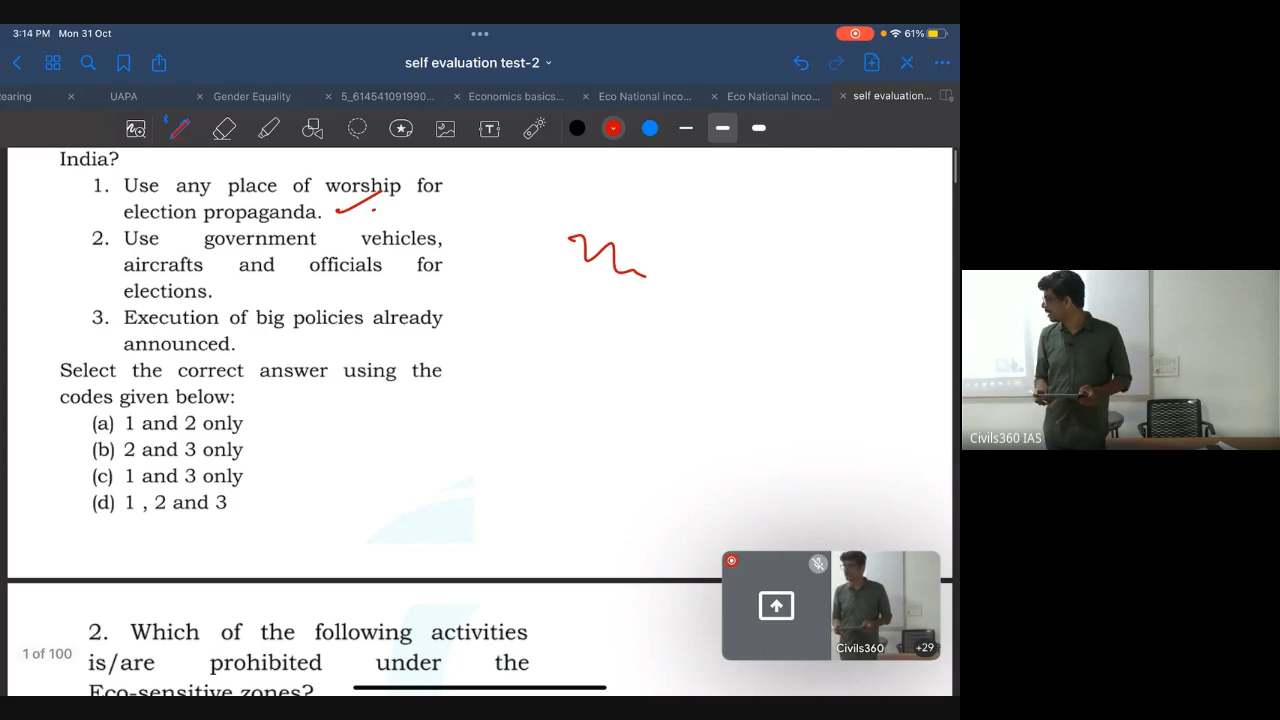 3:14 PM Mon 31 Oct
61%
self evaluation test-2
tearing
UAPA
Gender Equality
5_614541091990...
Economics basics...
Eco National inco...
Eco National inco...
self evaluation...
India?
1. Use any place of worship for
election propaganda.
2. Use government vehicles,
aircrafts and officials for
elections.
3. Execution of big policies already
announced.
Select the correct answer using the
codes given below:
(a) 1 and 2 only
(b) 2 and 3 only
(c) 1 and 3 only
(d) 1 , 2 and 3
2. Which of the following activities
is/are prohibited under the
Eco-sensitive zones?
1 of 100
Civils360
+29
Civils360 IAS